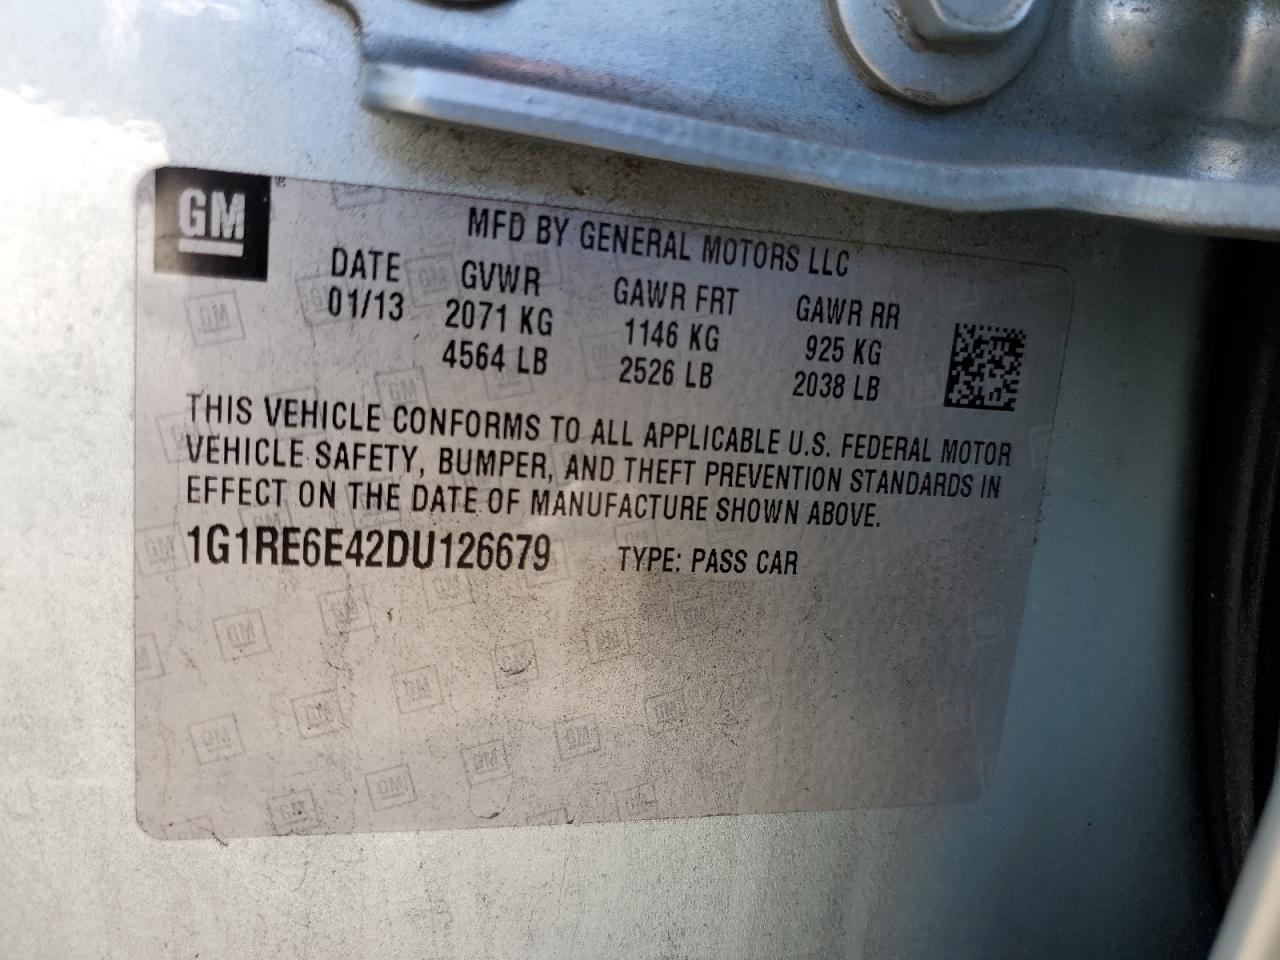 GM
MFD BY GENERAL MOTORS LLC
DATE GVWR GAWR FRT GAWR RR
01/13 2071 KG 1146 KG 925 KG
4564 LB 2526 LB 2038 LB
THIS VEHICLE CONFORMS TO ALL APPLICABLE U.S. FEDERAL MOTOR
VEHICLE SAFETY, BUMPER, AND THEFT PREVENTION STANDARDS IN
EFFECT ON THE DATE OF MANUFACTURE SHOWN ABOVE.
1G1RE6E42DU126679 TYPE: PASS CAR